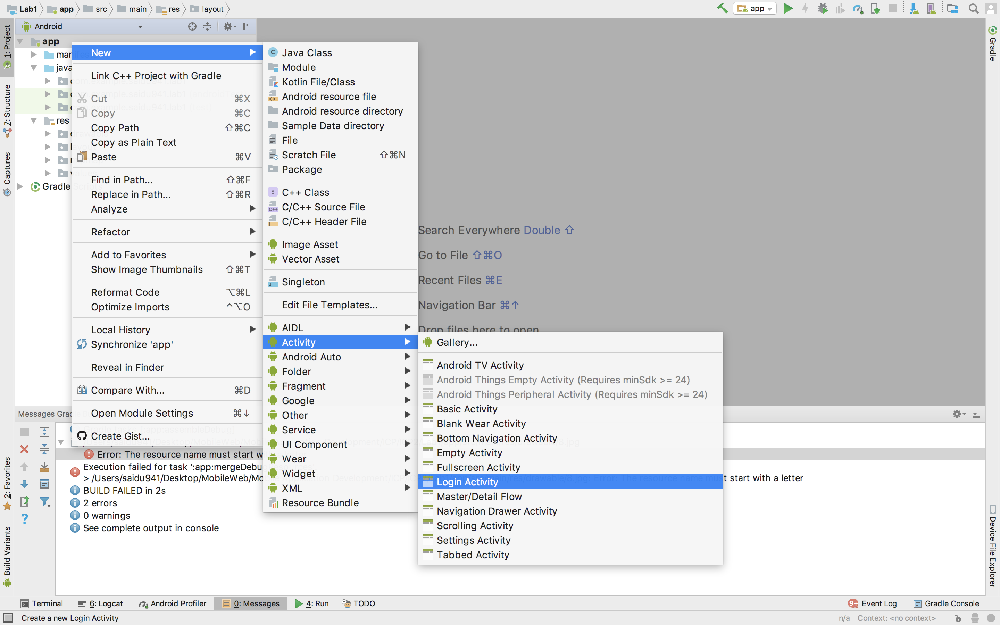 Lab1 app src main res layout
app
Android
1: Project
7: Structure
Captures
2: Favorites
Build Variants
Gradle
Device File Explorer
app
java
res
Gradle
New
Link C++ Project with Gradle
Cut ⌘X
Copy ⌘C
Copy Path ⇧⌘C
Copy as Plain Text
Paste ⌘V
Find in Path... ⇧⌘F
Replace in Path... ⇧⌘R
Analyze
Refactor
Add to Favorites
Show Image Thumbnails ⇧⌘T
Reformat Code ⌥⌘L
Optimize Imports ^⌥O
Local History
Synchronize 'app'
Reveal in Finder
Compare With... ⌘D
Open Module Settings ⌘↓
Create Gist...
Java Class
Module
Kotlin File/Class
Android resource file
Android resource directory
Sample Data directory
File
Scratch File ⇧⌘N
Package
C++ Class
C/C++ Source File
C/C++ Header File
Image Asset
Vector Asset
Singleton
Edit File Templates...
AIDL
Activity
Android Auto
Folder
Fragment
Google
Other
Service
UI Component
Wear
Widget
XML
Resource Bundle
Gallery...
Android TV Activity
Android Things Empty Activity (Requires minSdk >= 24)
Android Things Peripheral Activity (Requires minSdk >= 24)
Basic Activity
Blank Wear Activity
Bottom Navigation Activity
Empty Activity
Fullscreen Activity
Login Activity
Master/Detail Flow
Navigation Drawer Activity
Scrolling Activity
Settings Activity
Tabbed Activity
Search Everywhere Double ⇧
Go to File ⇧⌘O
Recent Files ⌘E
Navigation Bar ⌘↑
Drop files here to open
Messages
Error: The resource name must start
Execution failed for task ':app:mergeDebugResources'.
> /Users/saidu941/Desktop/MobileWeb/Mobile Application Development/ICP/ must start with a letter
BUILD FAILED in 2s
2 errors
0 warnings
See complete output in console
Terminal 6: Logcat Android Profiler 0: Messages 4: Run TODO 9+ Event Log Gradle Console
Create a new Login Activity n/a Context: <no context>